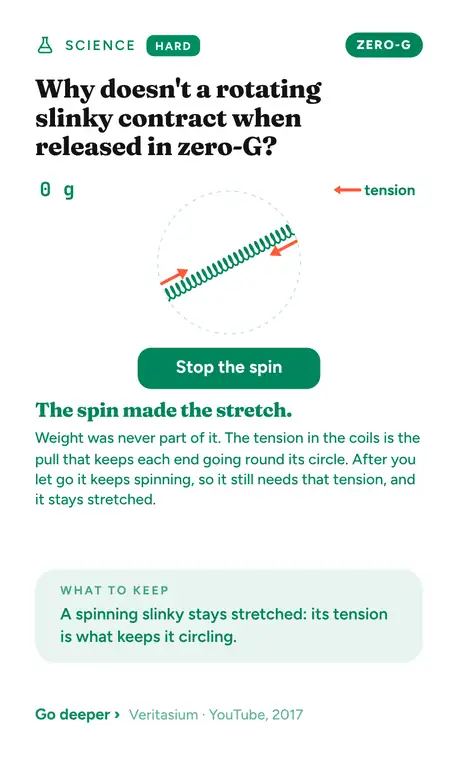 SCIENCE HARD ZERO-G
Why doesn't a rotating
slinky contract when
released in zero-G?
0 g
tension
Stop the spin
The spin made the stretch.
Weight was never part of it. The tension in the coils is the
pull that keeps each end going round its circle. After you
let go it keeps spinning, so it still needs that tension, and
it stays stretched.
WHAT TO KEEP
A spinning slinky stays stretched: its tension
is what keeps it circling.
Go deeper › Veritasium · YouTube, 2017